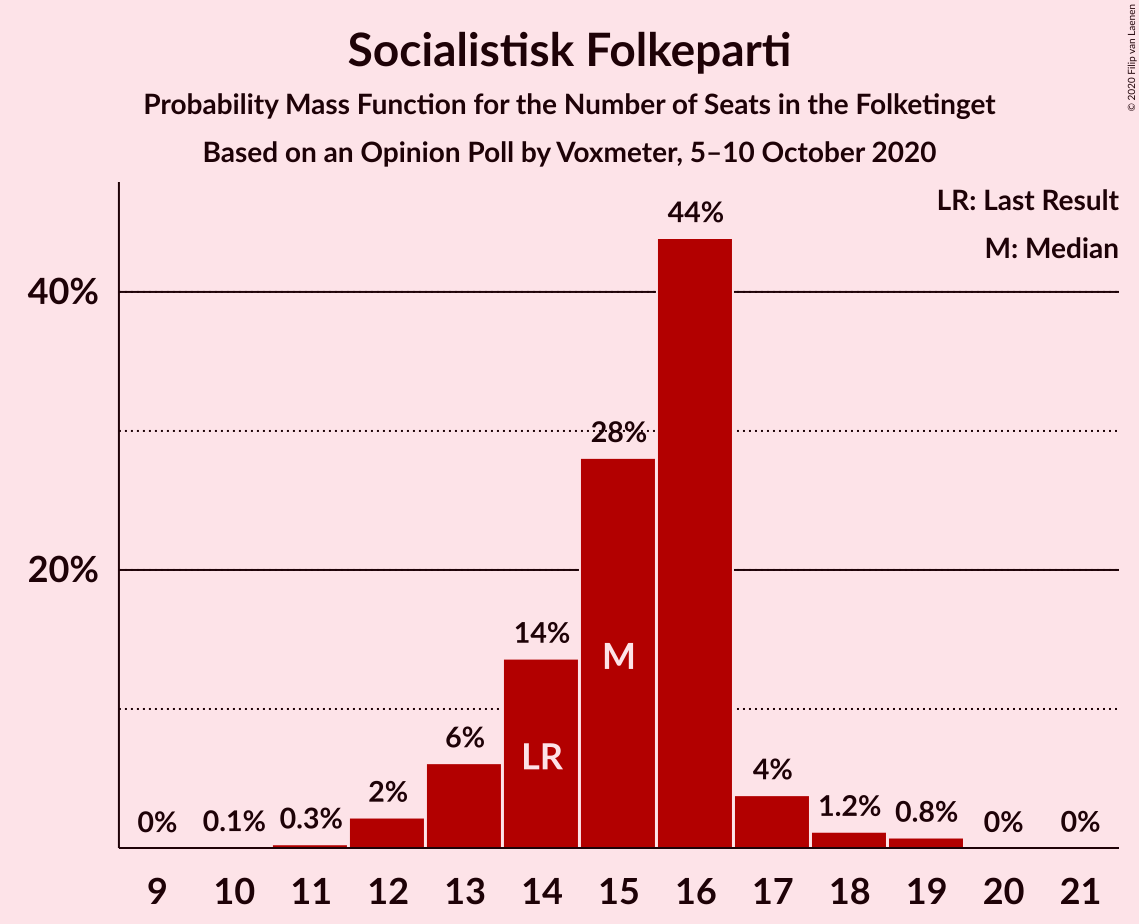 Socialistisk Folkeparti
Probability Mass Function for the Number of Seats in the Folketinget
Based on an Opinion Poll by Voxmeter, 5–10 October 2020
© 2020 Filip van Laenen
LR: Last Result
M: Median
40%
20%
0%
0.1%
0.3%
2%
6%
14%
28%
44%
4%
1.2%
0.8%
0%
0%
LR
M
9 10 11 12 13 14 15 16 17 18 19 20 21